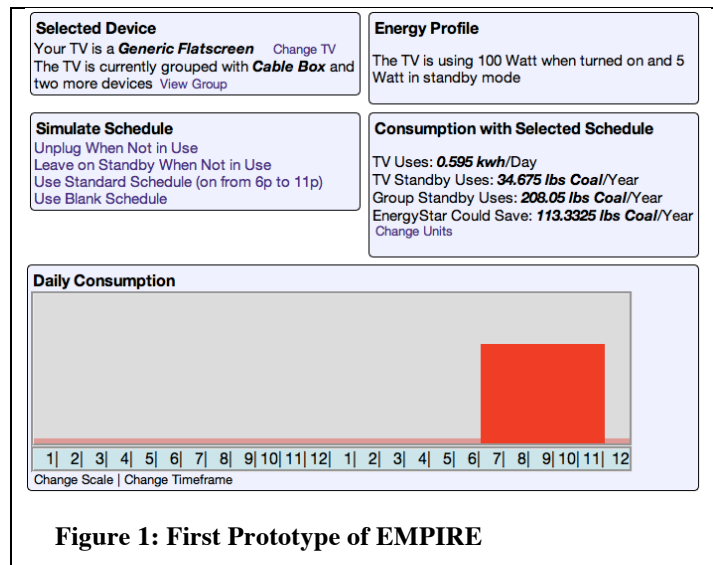 Selected Device
Your TV is a Generic Flatscreen Change TV
The TV is currently grouped with Cable Box and
two more devices View Group
Energy Profile
The TV is using 100 Watt when turned on and 5
Watt in standby mode
Simulate Schedule
Unplug When Not in Use
Leave on Standby When Not in Use
Use Standard Schedule (on from 6p to 11p)
Use Blank Schedule
Consumption with Selected Schedule
TV Uses: 0.595 kwh/Day
TV Standby Uses: 34.675 lbs Coal/Year
Group Standby Uses: 208.05 lbs Coal/Year
EnergyStar Could Save: 113.3325 lbs Coal/Year
Change Units
Daily Consumption
1| 2| 3| 4| 5| 6| 7| 8| 9| 10| 11| 12| 1| 2| 3| 4| 5| 6| 7| 8| 9| 10| 11| 12
Change Scale | Change Timeframe
Figure 1: First Prototype of EMPIRE